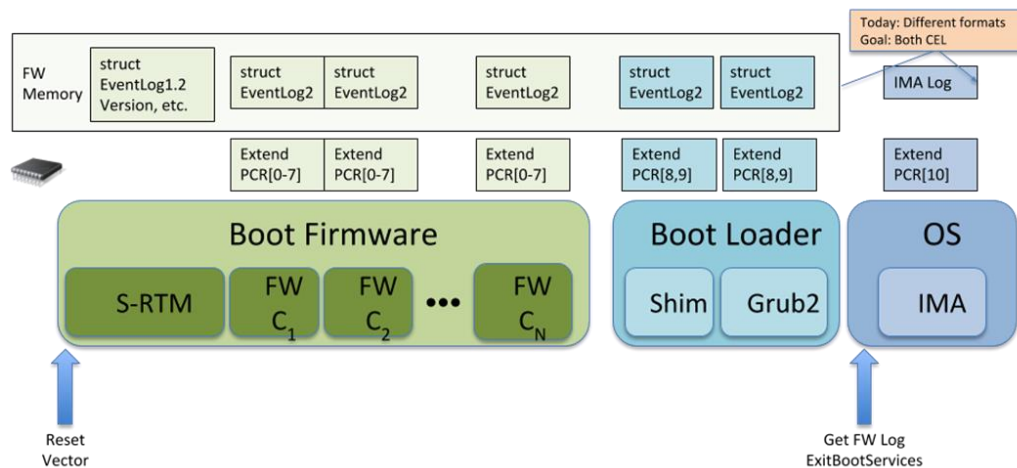 Today: Different formats
Goal: Both CEL
FW
Memory
struct
EventLog1.2
Version, etc.
struct
EventLog2
struct
EventLog2
struct
EventLog2
struct
EventLog2
struct
EventLog2
IMA Log
Extend
PCR[0-7]
Extend
PCR[0-7]
Extend
PCR[0-7]
Extend
PCR[8,9]
Extend
PCR[8,9]
Extend
PCR[10]
Boot Firmware
Boot Loader
OS
S-RTM
FW
C1
FW
C2
•••
FW
CN
Shim
Grub2
IMA
Reset
Vector
Get FW Log
ExitBootServices